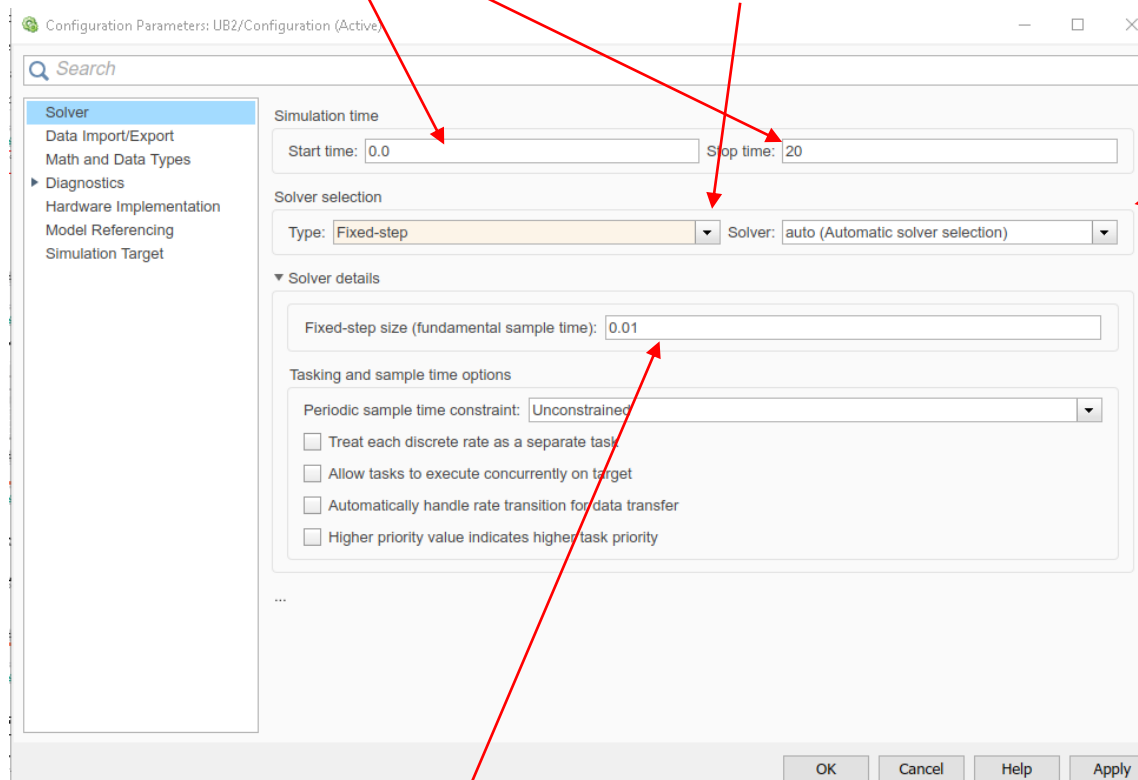 Configuration Parameters: UB2/Configuration (Active)
Search
Solver
Data Import/Export
Math and Data Types
Diagnostics
Hardware Implementation
Model Referencing
Simulation Target
Simulation time
Start time: 0.0 Stop time: 20
Solver selection
Type: Fixed-step Solver: auto (Automatic solver selection)
Solver details
Fixed-step size (fundamental sample time): 0.01
Tasking and sample time options
Periodic sample time constraint: Unconstrained
Treat each discrete rate as a separate task
Allow tasks to execute concurrently on target
Automatically handle rate transition for data transfer
Higher priority value indicates higher task priority
...
OK Cancel Help Apply